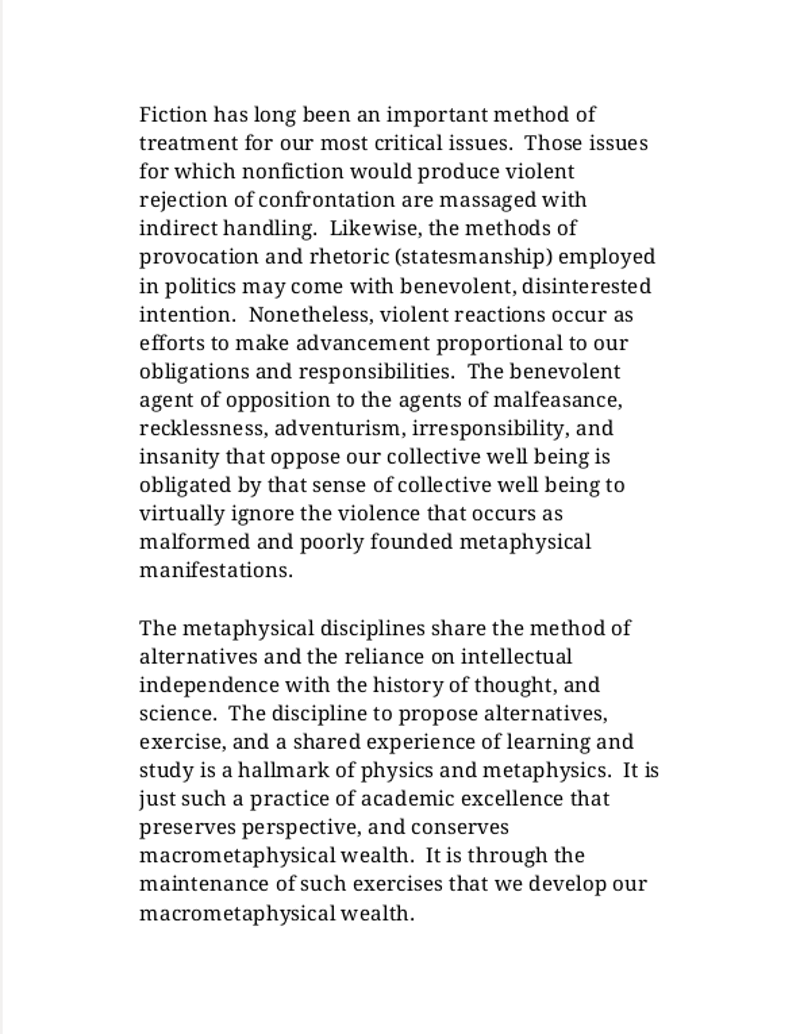 Fiction has long been an important method of
treatment for our most critical issues.  Those issues
for which nonfiction would produce violent
rejection of confrontation are massaged with
indirect handling.  Likewise, the methods of
provocation and rhetoric (statesmanship) employed
in politics may come with benevolent, disinterested
intention.  Nonetheless, violent reactions occur as
efforts to make advancement proportional to our
obligations and responsibilities.  The benevolent
agent of opposition to the agents of malfeasance,
recklessness, adventurism, irresponsibility, and
insanity that oppose our collective well being is
obligated by that sense of collective well being to
virtually ignore the violence that occurs as
malformed and poorly founded metaphysical
manifestations.

The metaphysical disciplines share the method of
alternatives and the reliance on intellectual
independence with the history of thought, and
science.  The discipline to propose alternatives,
exercise, and a shared experience of learning and
study is a hallmark of physics and metaphysics.  It is
just such a practice of academic excellence that
preserves perspective, and conserves
macrometaphysical wealth.  It is through the
maintenance of such exercises that we develop our
macrometaphysical wealth.